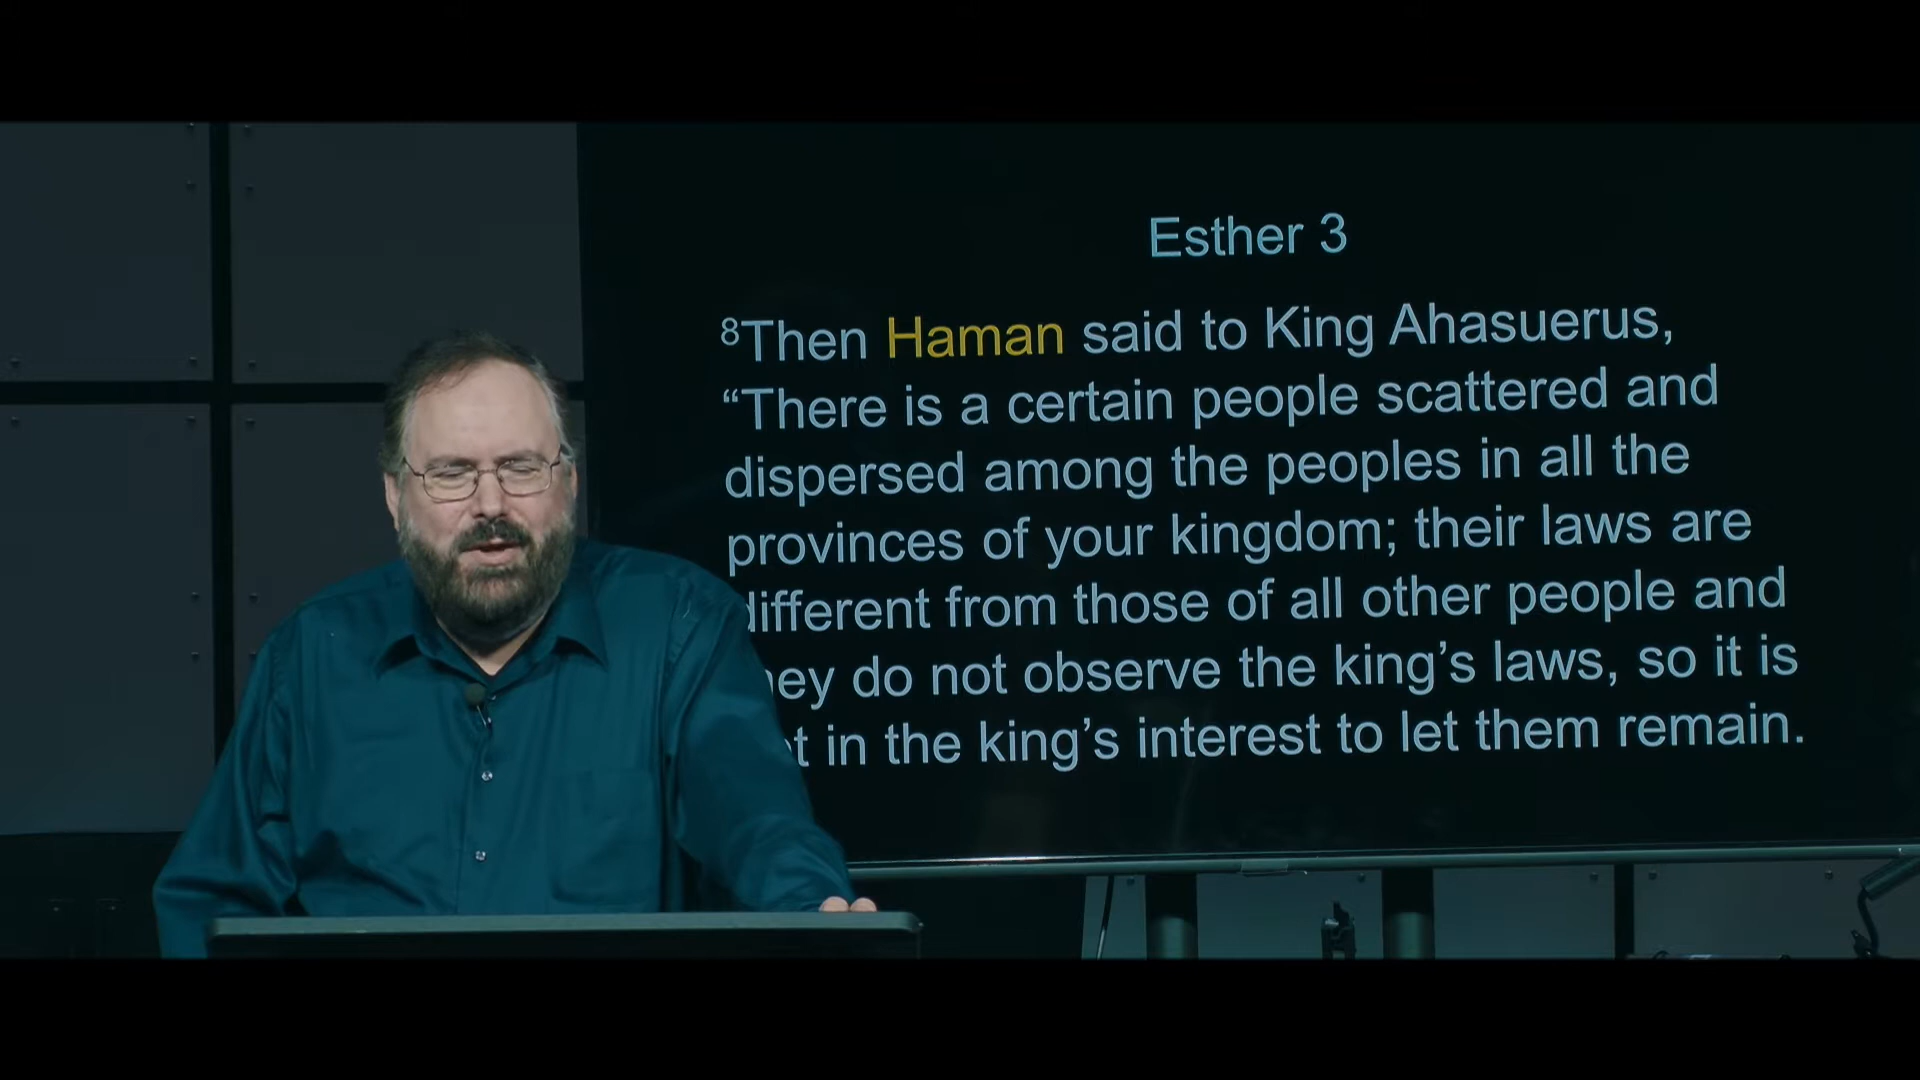 Esther 3
⁸Then Haman said to King Ahasuerus,
“There is a certain people scattered and
dispersed among the peoples in all the
provinces of your kingdom; their laws are
different from those of all other people and
they do not observe the king’s laws, so it is
in the king’s interest to let them remain.